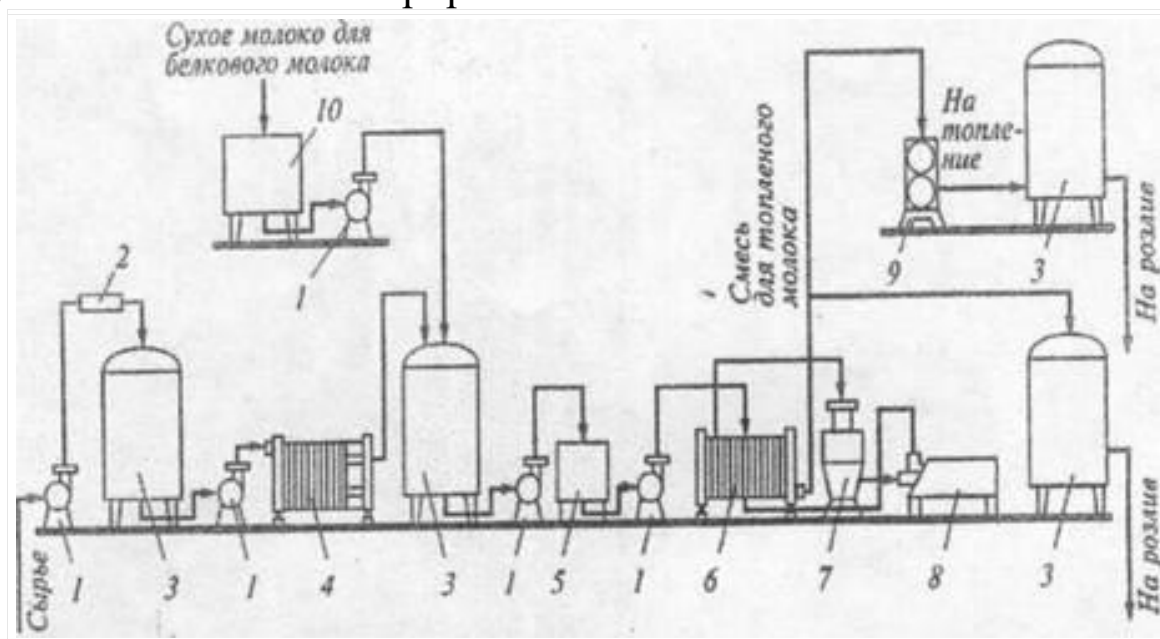 Сухое молоко для
белкового молока
10
1
2
Смесь
для топленого
молока
На
топле-
ние
9
3
На розлив
Сырье
1
3
1
4
3
1
5
1
6
7
8
3
На розлив